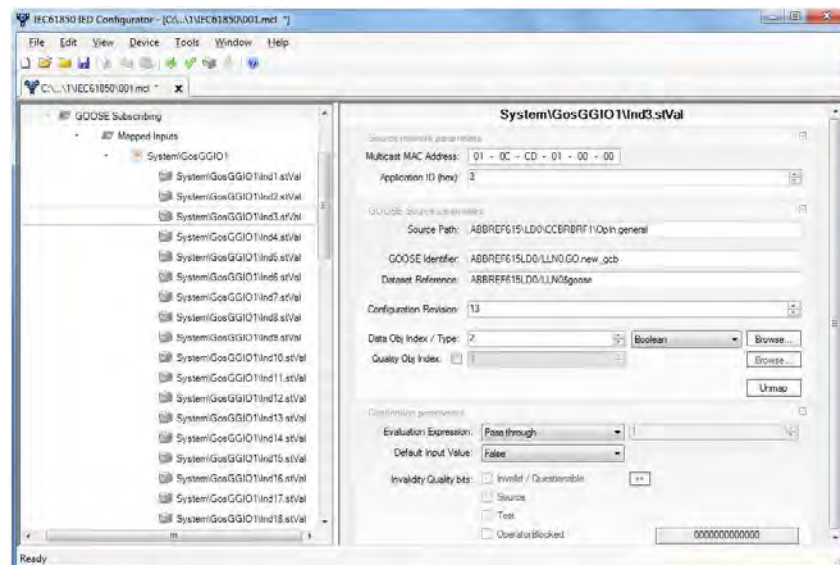 IEC61850 IED Configurator - [C:\...\1\IEC61850\001.mcl *]
File Edit View Device Tools Window Help
C:\...\1\IEC61850\001.mcl * x
GOOSE Subscribing
Mapped Inputs
System\GosGGIO1
System\GosGGIO1\Ind1.stVal
System\GosGGIO1\Ind2.stVal
System\GosGGIO1\Ind3.stVal
System\GosGGIO1\Ind4.stVal
System\GosGGIO1\Ind5.stVal
System\GosGGIO1\Ind6.stVal
System\GosGGIO1\Ind7.stVal
System\GosGGIO1\Ind8.stVal
System\GosGGIO1\Ind9.stVal
System\GosGGIO1\Ind10.stVal
System\GosGGIO1\Ind11.stVal
System\GosGGIO1\Ind12.stVal
System\GosGGIO1\Ind13.stVal
System\GosGGIO1\Ind14.stVal
System\GosGGIO1\Ind15.stVal
System\GosGGIO1\Ind16.stVal
System\GosGGIO1\Ind17.stVal
System\GosGGIO1\Ind18.stVal
System\GosGGIO1\Ind3.stVal
Source network parameters
Multicast MAC Address: 01 - 0C - CD - 01 - 00 - 00
Application ID (hex): 3
GOOSE Source parameters
Source Path: ABBREF615\LD0\CCBRBRF1\OpIn.general
GOOSE Identifier: ABBREF615LD0/LLN0.GO.new_gcb
Dataset Reference: ABBREF615LD0/LLN0$goose
Configuration Revision: 13
Data Obj Index / Type: 2 Boolean Browse...
Quality Obj Index: 1 Browse...
Unmap
Destination parameters
Evaluation Expression: Pass through 1
Default Input Value: False
Invalidity Quality bits: Invalid / Questionable
Source
Test
OperatorBlocked 0000000000000
Ready